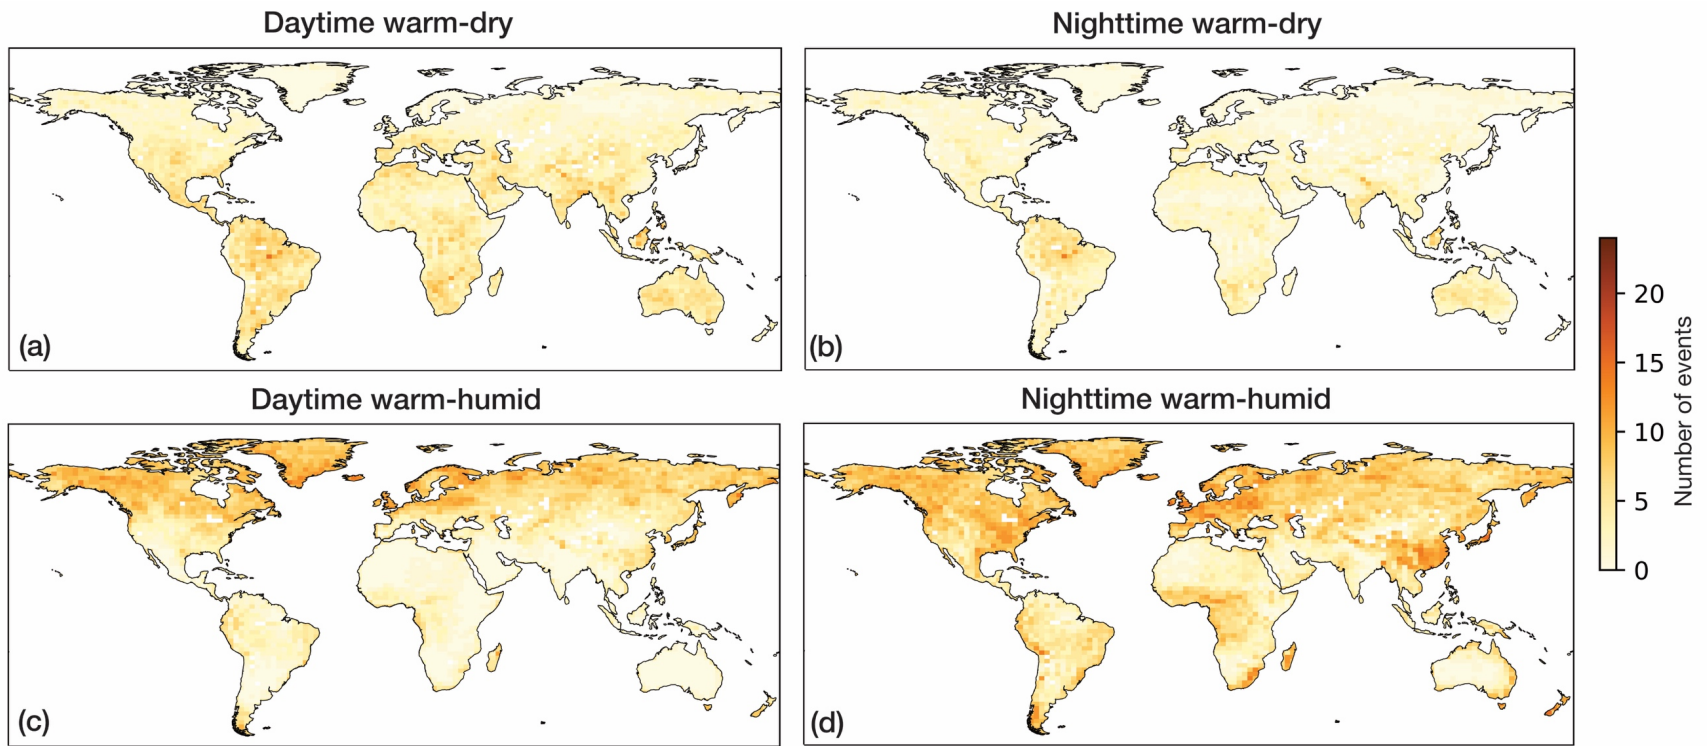 Daytime warm-dry
Nighttime warm-dry
(a)
(b)
Daytime warm-humid
Nighttime warm-humid
(c)
(d)
20
15
10
5
0
Number of events